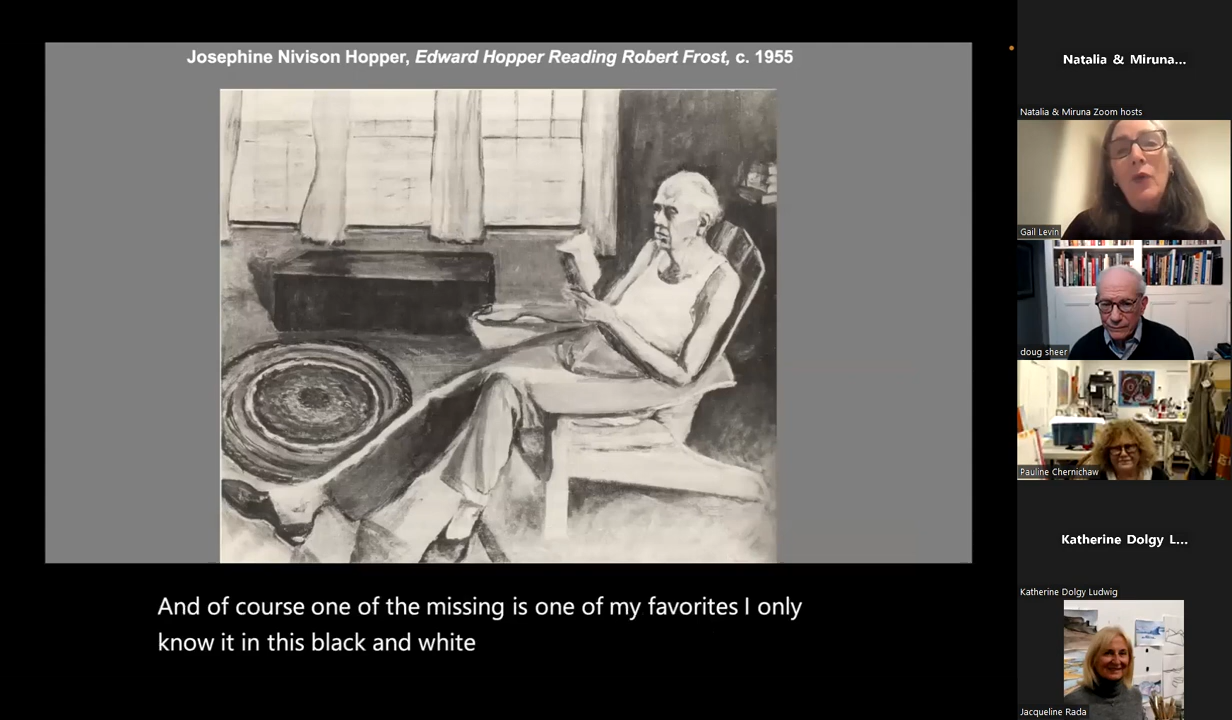 Josephine Nivison Hopper, Edward Hopper Reading Robert Frost, c. 1955
And of course one of the missing is one of my favorites I only
know it in this black and white
Natalia & Miruna...
Natalia & Miruna Zoom hosts
Gail Levin
doug sheer
Pauline Chernichaw
Katherine Dolgy L...
Katherine Dolgy Ludwig
Jacqueline Rada